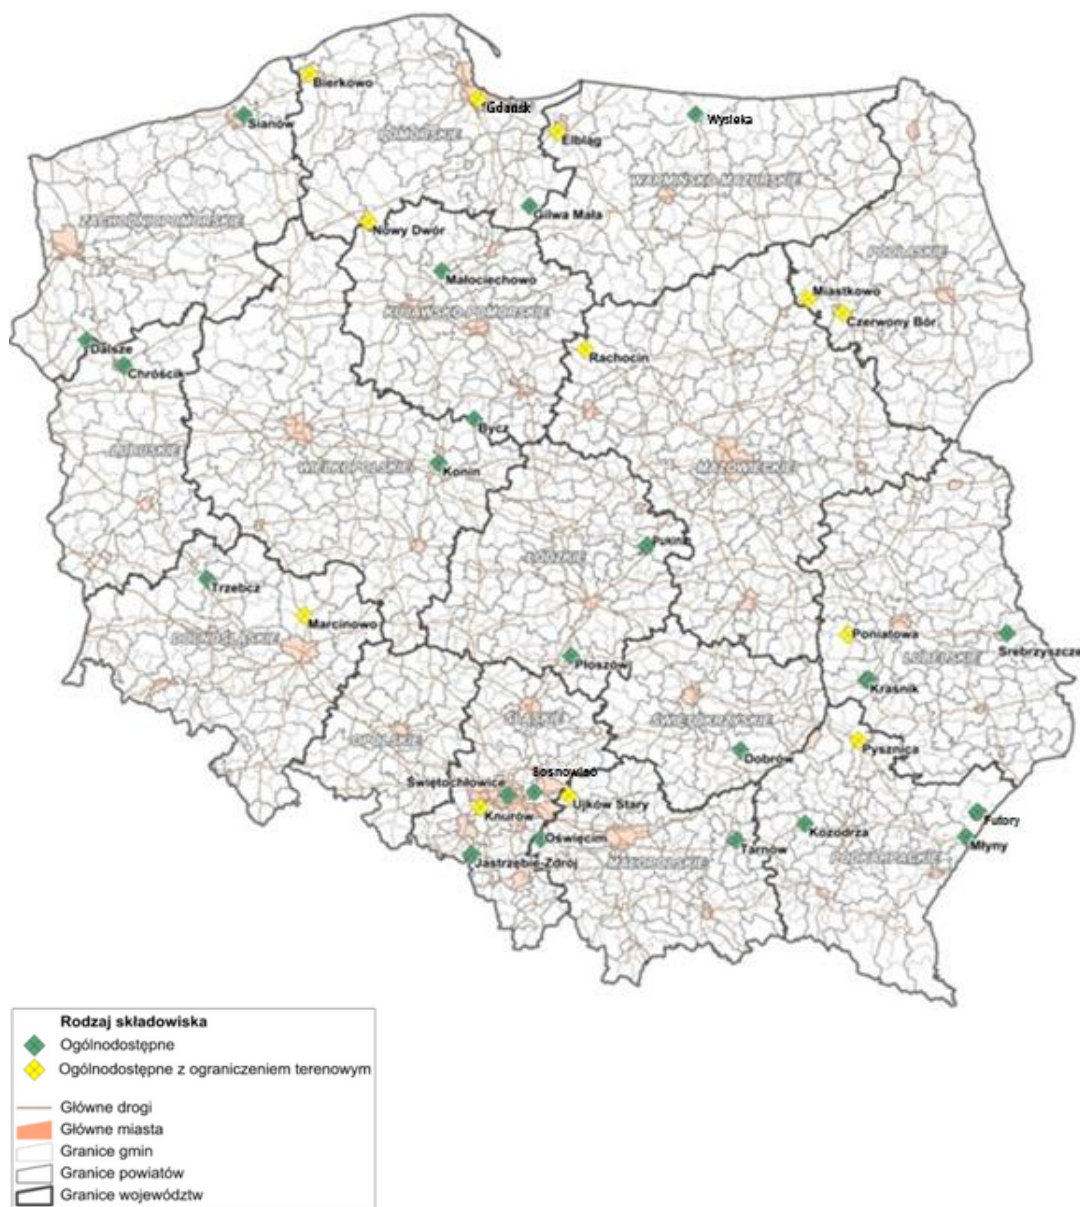 Bierkowo
Gdańsk
Sianów
Wysieka
POMORSKIE
Elbląg
WARMIŃSKO-MAZURSKIE
Gilwa Mała
ZACHODNIOPOMORSKIE
Nowy Dwór
PODLASKIE
Małociechowo
Miastkowo
KUJAWSKO-POMORSKIE
Czerwony Bór
Dalsze
Rachocin
Chróścik
Bycz
LUBUSKIE
WIELKOPOLSKIE
Konin
MAZOWIECKIE
Pukinin
ŁÓDZKIE
Trzebcz
Marcinowo
DOLNOŚLĄSKIE
Poniatowa
Srebrzyszcze
LUBELSKIE
Płoszów
Kraśnik
ŚLĄSKIE
ŚWIĘTOKRZYSKIE
OPOLSKIE
Pysznica
Dobrów
Sosnowiec
Świętochłowice
Ujków Stary
Knurów
Futory
Kozodrza
Oświęcim
Tarnów
Młyny
Jastrzębie-Zdrój
MAŁOPOLSKIE
PODKARPACKIE
Rodzaj składowiska
Ogólnodostępne
Ogólnodostępne z ograniczeniem terenowym
Główne drogi
Główne miasta
Granice gmin
Granice powiatów
Granice województw